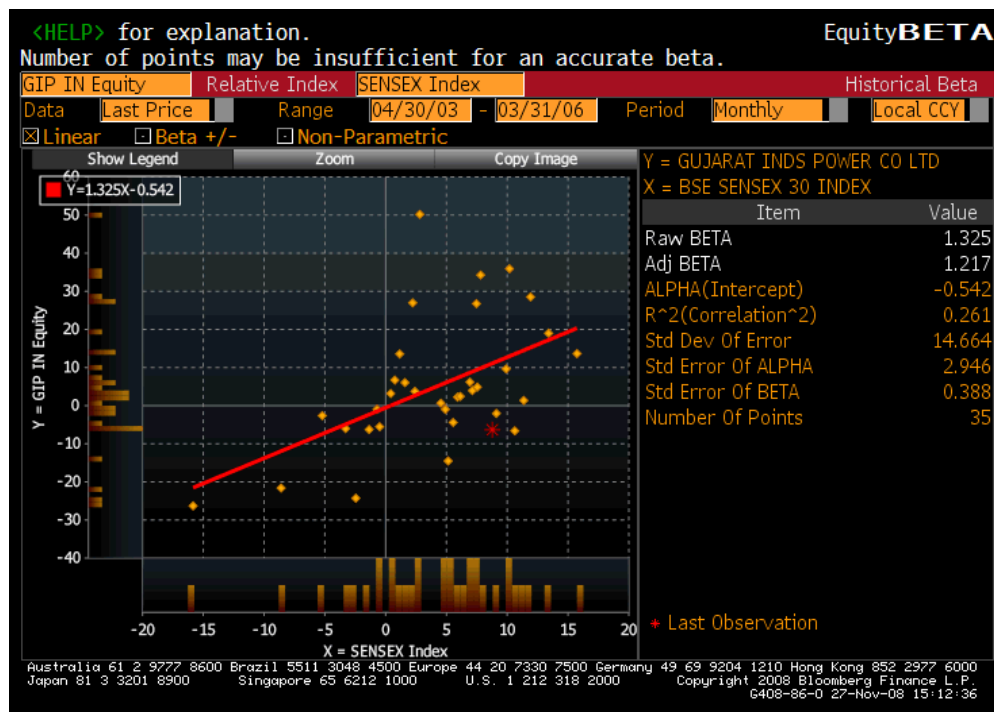 <HELP> for explanation. EquityBETA
Number of points may be insufficient for an accurate beta.
GIP IN Equity Relative Index SENSEX Index Historical Beta
Data Last Price Range 04/30/03 - 03/31/06 Period Monthly Local CCY
Linear Beta +/- Non-Parametric
Show Legend Zoom Copy Image
Y=1.325X-0.542
60
50
40
30
20
10
0
-10
-20
-30
-40
Y = GIP IN Equity
-20 -15 -10 -5 0 5 10 15 20
X = SENSEX Index
Y = GUJARAT INDS POWER CO LTD
X = BSE SENSEX 30 INDEX
Item Value
Raw BETA 1.325
Adj BETA 1.217
ALPHA(Intercept) -0.542
R^2(Correlation^2) 0.261
Std Dev Of Error 14.664
Std Error Of ALPHA 2.946
Std Error Of BETA 0.388
Number Of Points 35
* Last Observation
Australia 61 2 9777 8600 Brazil 5511 3048 4500 Europe 44 20 7330 7500 Germany 49 69 9204 1210 Hong Kong 852 2977 6000
Japan 81 3 3201 8900 Singapore 65 6212 1000 U.S. 1 212 318 2000 Copyright 2008 Bloomberg Finance L.P.
G408-86-0 27-Nov-08 15:12:36